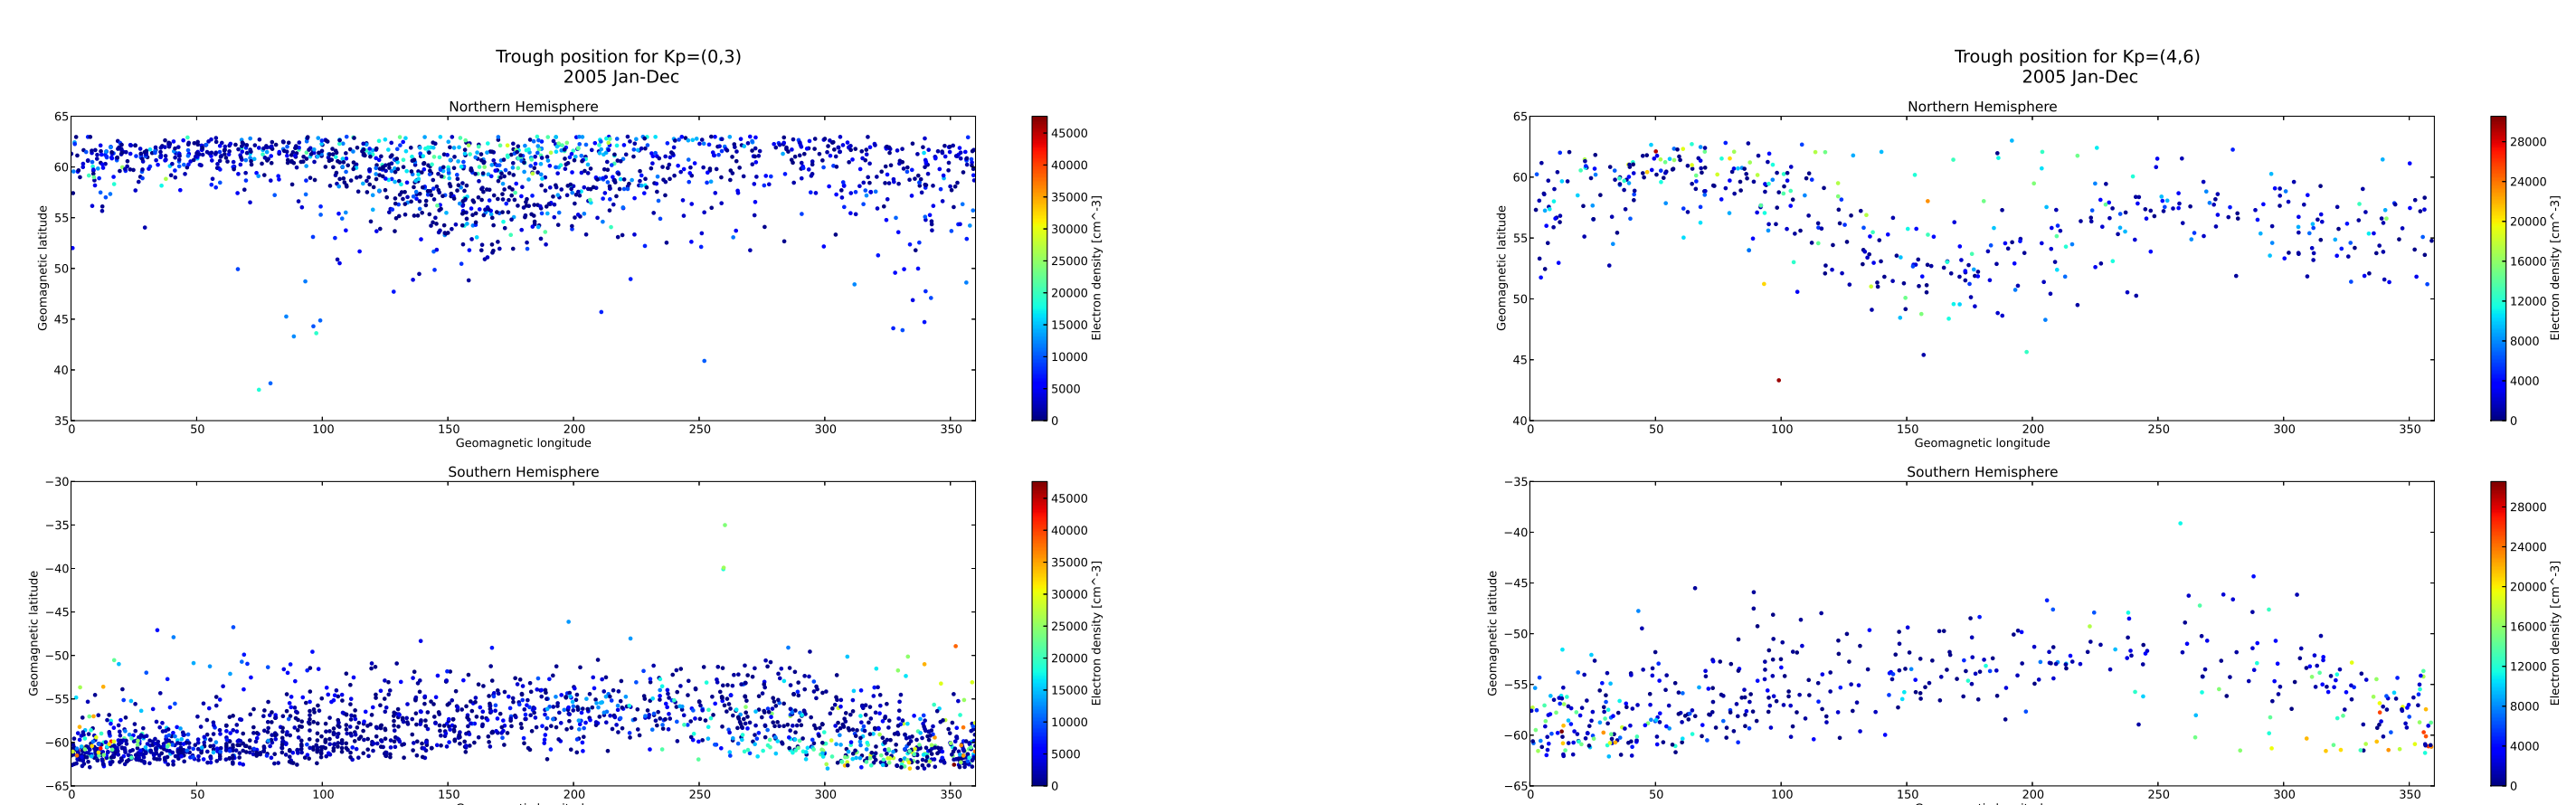 Trough position for Kp=(0,3)
2005 Jan-Dec
Northern Hemisphere
65
60
55
50
45
40
35
0 50 100 150 200 250 300 350
Geomagnetic latitude
Geomagnetic longitude
45000
40000
35000
30000
25000
20000
15000
10000
5000
0
Electron density [cm^-3]
Southern Hemisphere
−30
−35
−40
−45
−50
−55
−60
−65
0 50 100 150 200 250 300 350
Geomagnetic latitude
45000
40000
35000
30000
25000
20000
15000
10000
5000
0
Electron density [cm^-3]
Trough position for Kp=(4,6)
2005 Jan-Dec
Northern Hemisphere
65
60
55
50
45
40
0 50 100 150 200 250 300 350
Geomagnetic latitude
Geomagnetic longitude
28000
24000
20000
16000
12000
8000
4000
0
Electron density [cm^-3]
Southern Hemisphere
−35
−40
−45
−50
−55
−60
−65
0 50 100 150 200 250 300 350
Geomagnetic latitude
28000
24000
20000
16000
12000
8000
4000
0
Electron density [cm^-3]